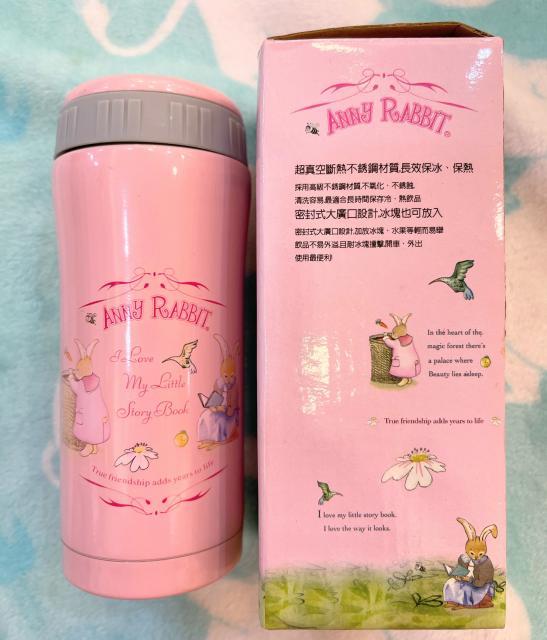 ANNY RABBIT®
I Love
My Little
Story Book
True friendship adds years to life
ANNY RABBIT®
超真空斷熱不銹鋼材質,長效保冰、保熱
採用高級不銹鋼材質.不氧化、不銹蝕.
清洗容易.最適合長時間保存冷、熱飲品
密封式大廣口設計,冰塊也可放入
密封式大廣口設計.加放冰塊、水果等輕而易舉
飲品不易外溢.且耐冰塊撞擊,開車、外出
使用最便利!
In the heart of the
magic forest there's
a palace where
Beauty lies asleep.
True friendship adds years to life
I love my little story book.
I love the way it looks.